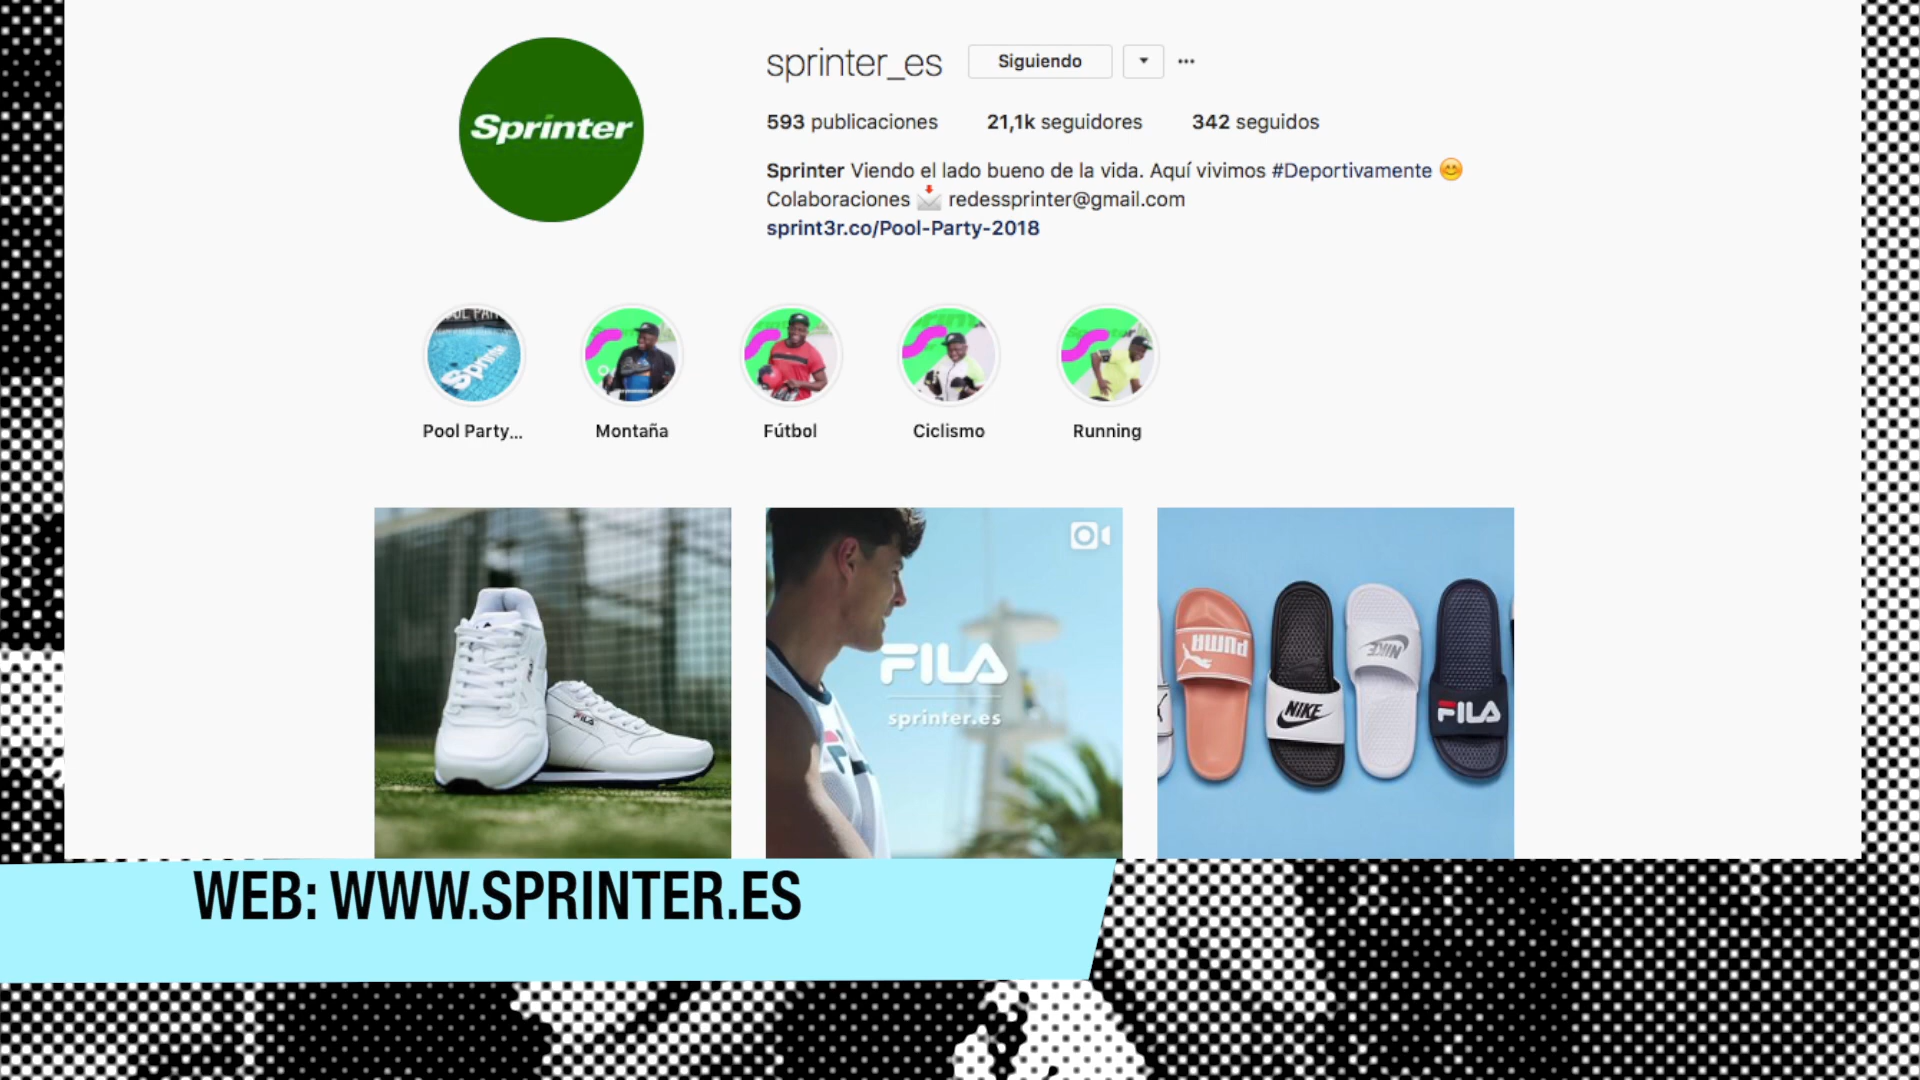 sprinter_es Siguiendo
593 publicaciones 21,1k seguidores 342 seguidos
Sprinter
Sprinter Viendo el lado bueno de la vida. Aquí vivimos #Deportivamente 😊
Colaboraciones 📩 redessprinter@gmail.com
sprint3r.co/Pool-Party-2018
Sprinter
Pool Party... Montaña Fútbol Ciclismo Running
FILA
FILA
sprinter.es
PUMA
NIKE
NIKE
FILA
WEB: WWW.SPRINTER.ES